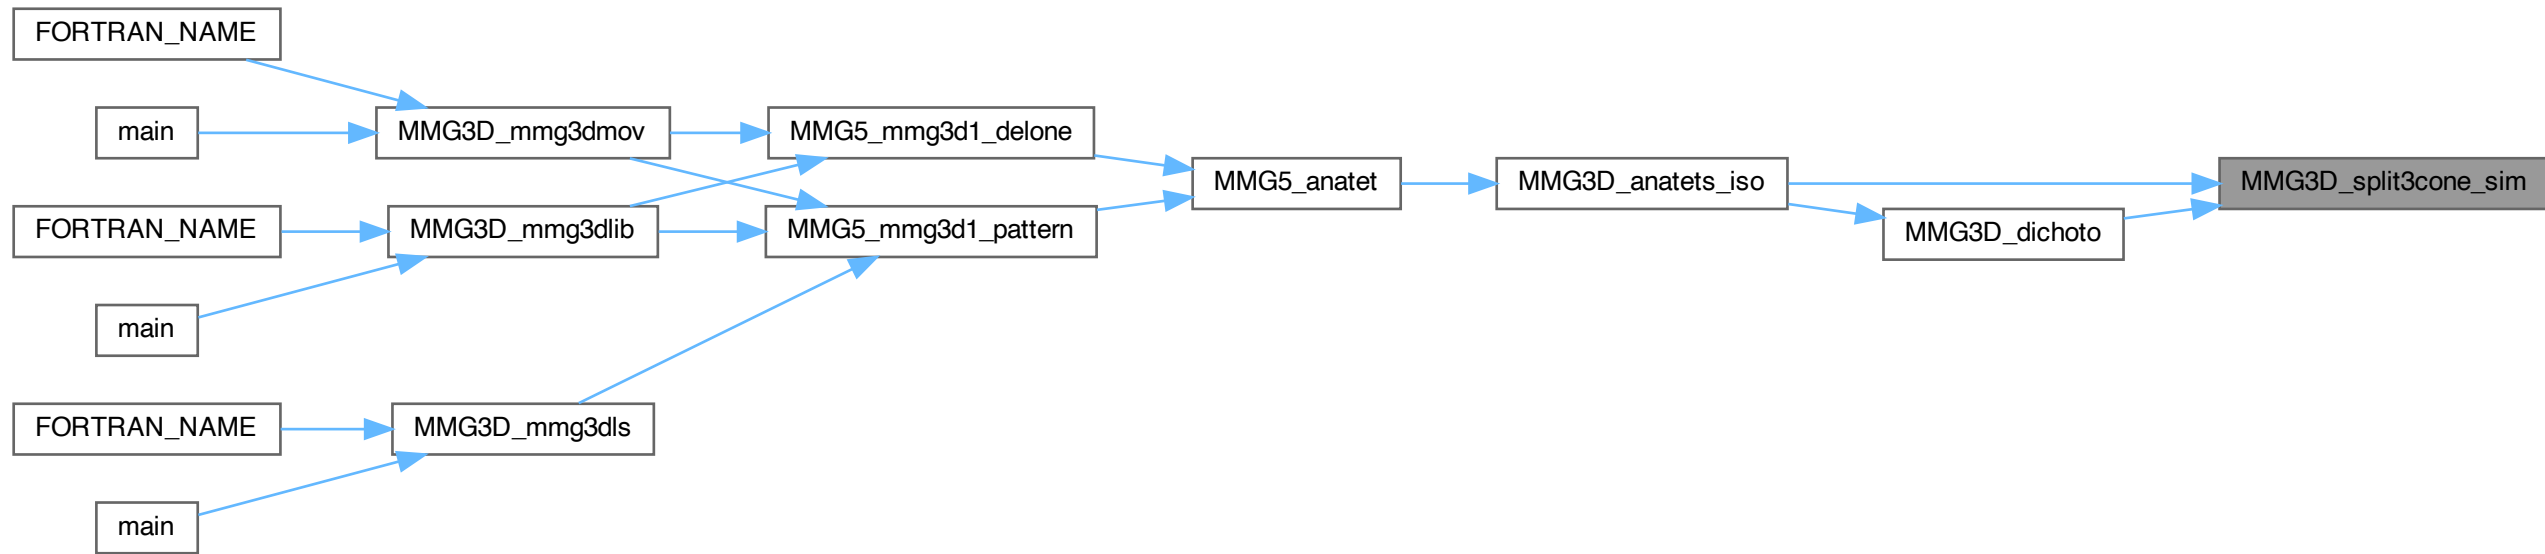 FORTRAN_NAME
main
MMG3D_mmg3dmov
MMG5_mmg3d1_delone
MMG5_anatet
MMG3D_anatets_iso
MMG3D_split3cone_sim
FORTRAN_NAME
MMG3D_mmg3dlib
MMG5_mmg3d1_pattern
MMG3D_dichoto
main
FORTRAN_NAME
MMG3D_mmg3dls
main